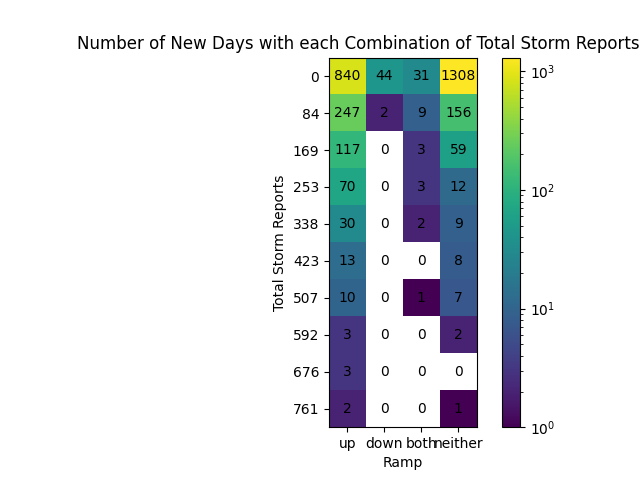 Number of New Days with each Combination of Total Storm Reports
Total Storm Reports
0 840 44 31 1308
84 247 2 9 156
169 117 0 3 59
253 70 0 3 12
338 30 0 2 9
423 13 0 0 8
507 10 0 1 7
592 3 0 0 2
676 3 0 0 0
761 2 0 0 1
up down both neither
Ramp
10³
10²
10¹
10⁰